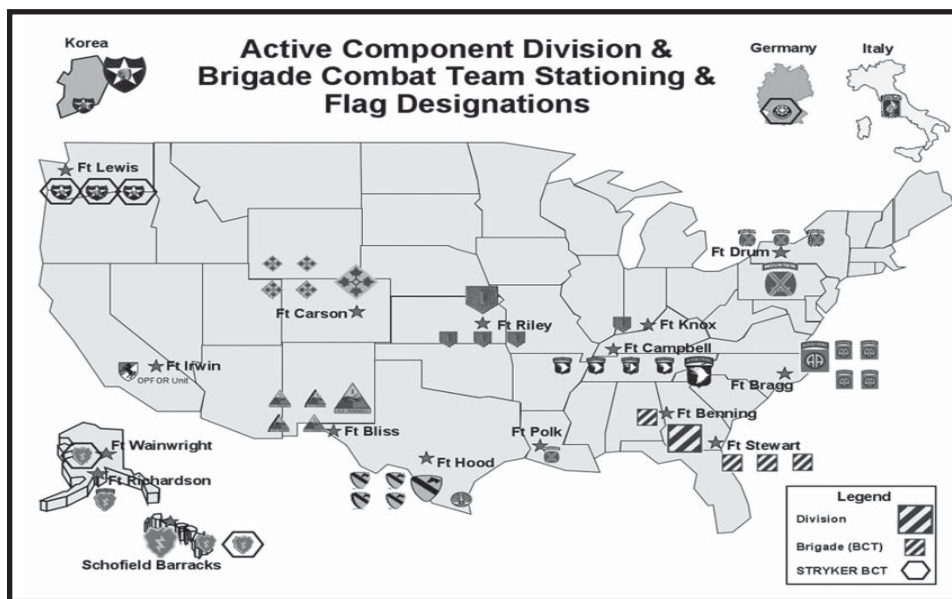 Korea
Active Component Division &
Brigade Combat Team Stationing &
Flag Designations
Germany
Italy
Ft Lewis
Ft Drum
MOUNTAIN
Ft Carson
Ft Riley
Ft Knox
Ft Campbell
Ft Irwin
OPFOR Unit
Ft Bragg
Ft Benning
Ft Bliss
Ft Polk
Ft Stewart
Ft Wainwright
Ft Hood
Ft Richardson
Schofield Barracks
Legend
Division
Brigade (BCT)
STRYKER BCT